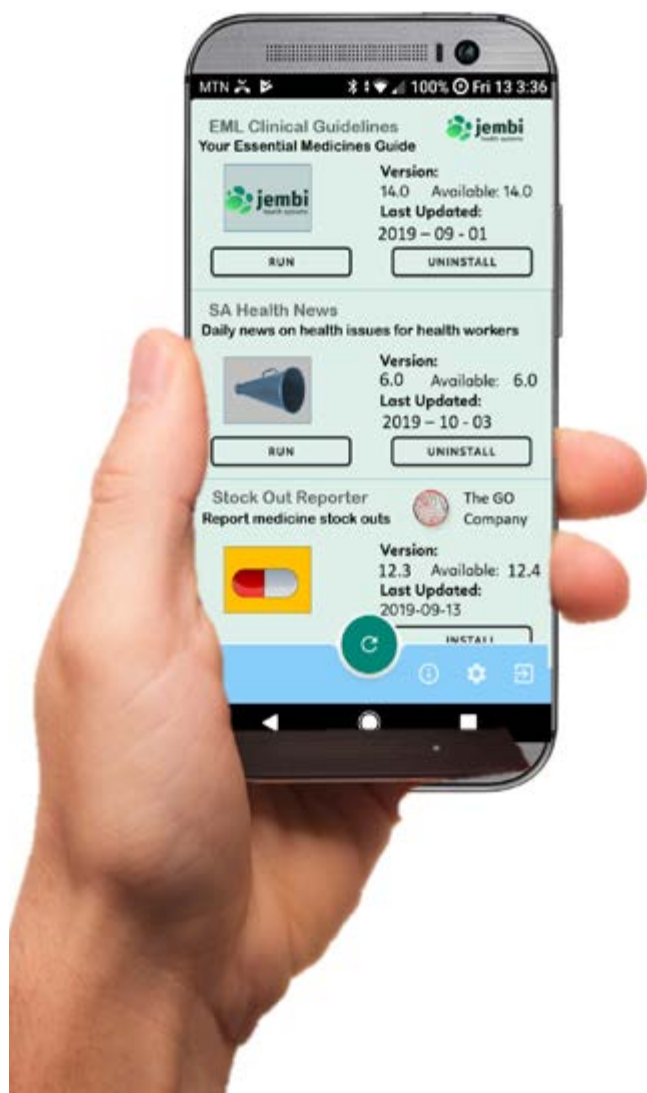 MTN 100% Fri 13 3:36
EML Clinical Guidelines jembi
Your Essential Medicines Guide
Version:
jembi 14.0 Available: 14.0
health systems Last Updated:
2019 – 09 - 01
RUN UNINSTALL
SA Health News
Daily news on health issues for health workers
Version:
6.0 Available: 6.0
Last Updated:
2019 – 10 - 03
RUN UNINSTALL
Stock Out Reporter The GO
Report medicine stock outs Company
Version:
12.3 Available: 12.4
Last Updated:
2019-09-13